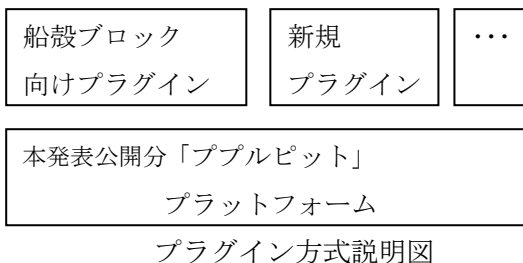 船殻ブロック
向けプラグイン
新規
プラグイン
･･･
本発表公開分「ププルピット」
プラットフォーム
プラグイン方式説明図